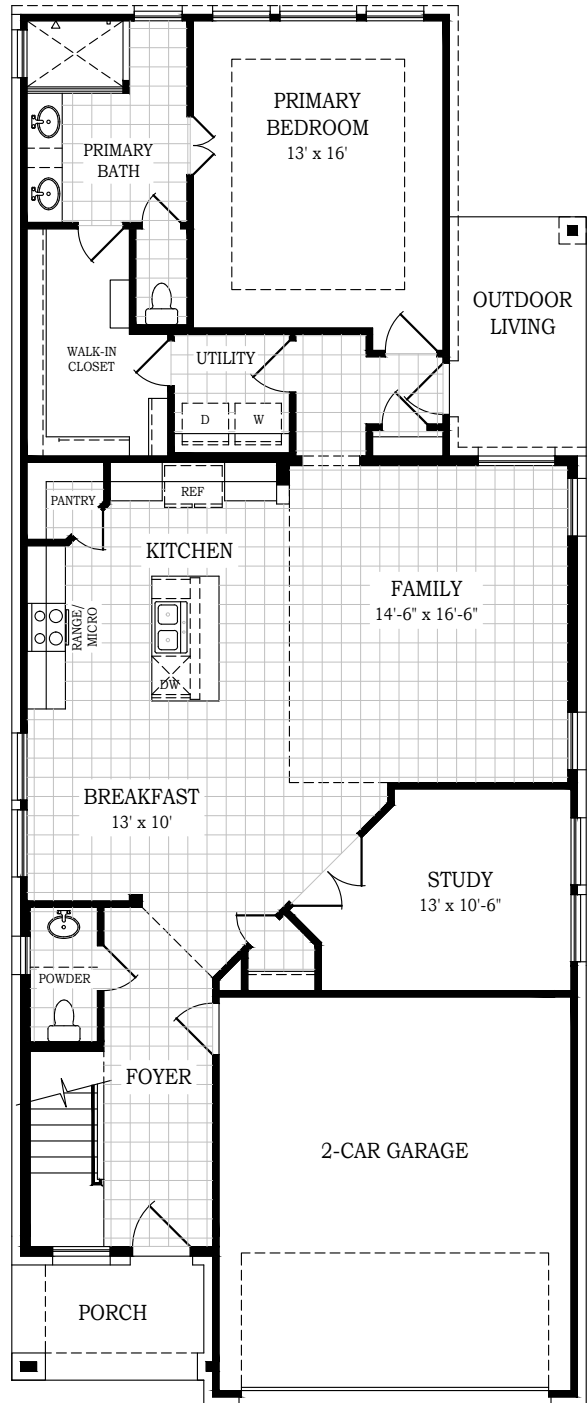 PRIMARY
BEDROOM
13' x 16'
PRIMARY
BATH
OUTDOOR
LIVING
WALK-IN
CLOSET
UTILITY
D
W
PANTRY
REF
KITCHEN
RANGE/
MICRO
DW
FAMILY
14'-6" x 16'-6"
BREAKFAST
13' x 10'
STUDY
13' x 10'-6"
POWDER
FOYER
2-CAR GARAGE
PORCH